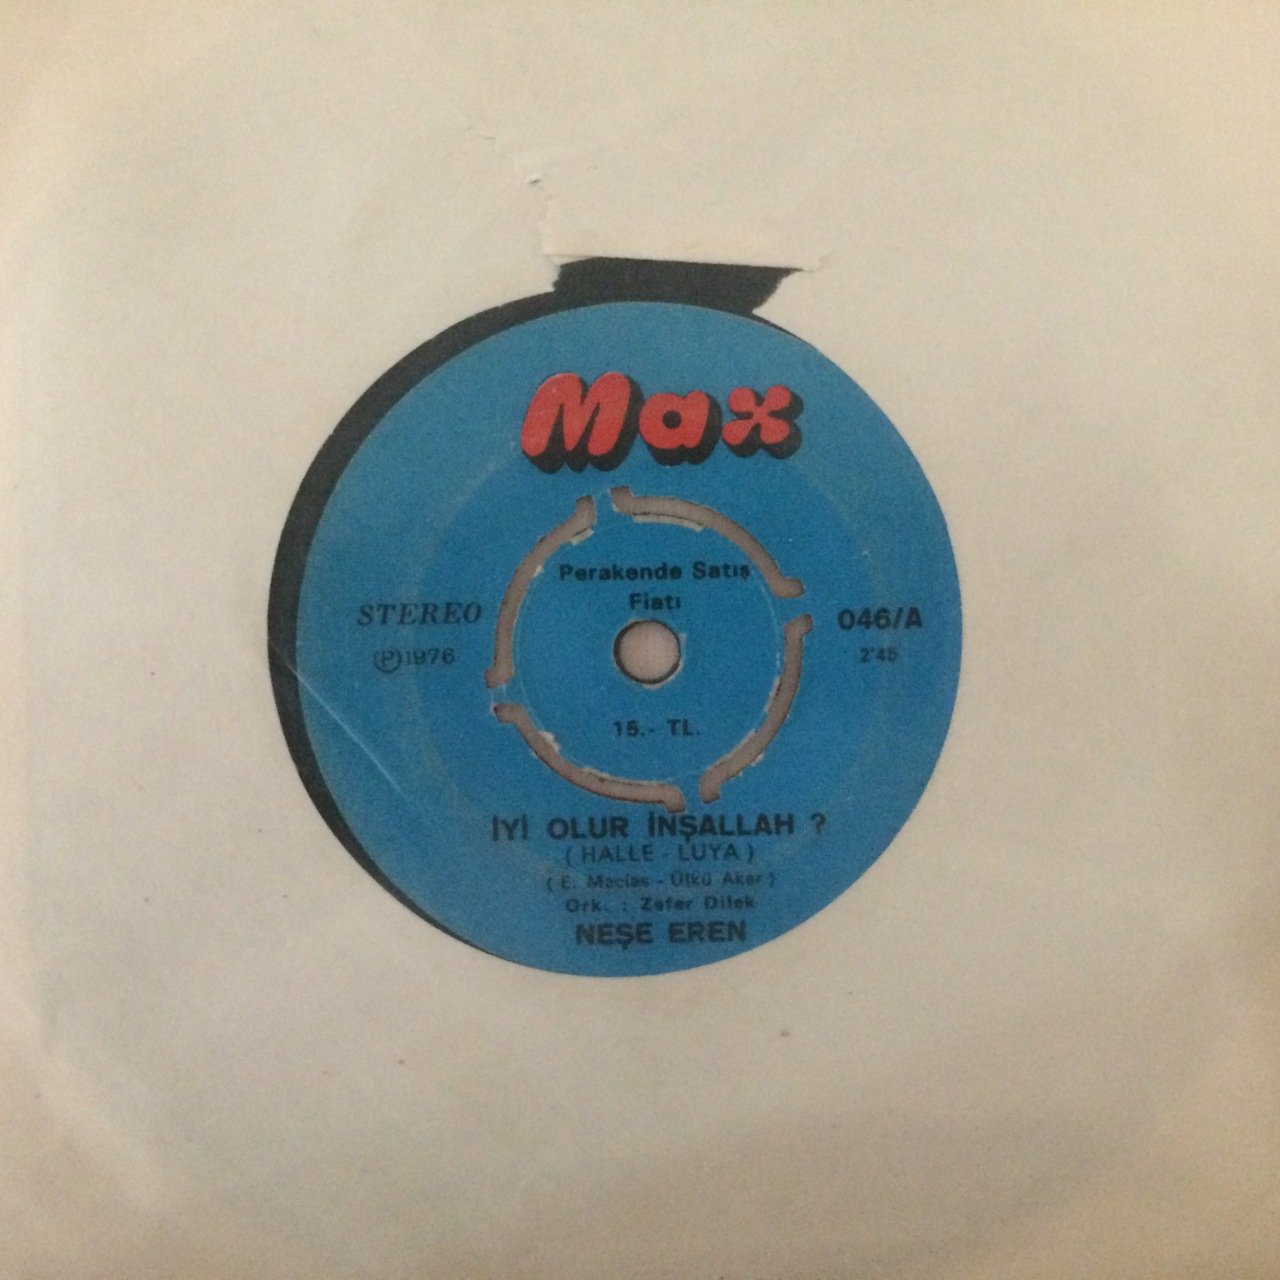 Max
Perakende Satış
Fiatı
STEREO
℗1976
046/A
2'45
15.- TL.
İYİ OLUR İNŞALLAH ?
( HALLE - LUYA )
( E. Macias - Ülkü Aker )
Ork. : Zafer Dilek
NEŞE EREN